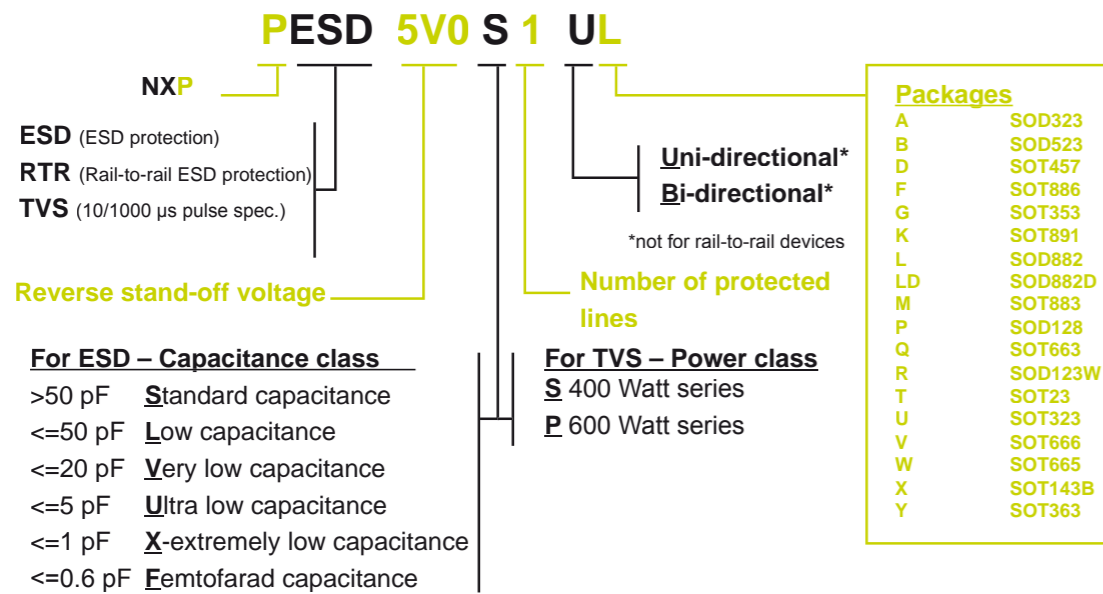 PESD 5V0 S 1 UL
NXP
ESD (ESD protection)
RTR (Rail-to-rail ESD protection)
TVS (10/1000 µs pulse spec.)
Uni-directional*
Bi-directional*
*not for rail-to-rail devices
Reverse stand-off voltage
Number of protected
lines
For ESD – Capacitance class
>50 pF Standard capacitance
<=50 pF Low capacitance
<=20 pF Very low capacitance
<=5 pF Ultra low capacitance
<=1 pF X-extremely low capacitance
<=0.6 pF Femtofarad capacitance
For TVS – Power class
S 400 Watt series
P 600 Watt series
Packages
A SOD323
B SOD523
D SOT457
F SOT886
G SOT353
K SOT891
L SOD882
LD SOD882D
M SOT883
P SOD128
Q SOT663
R SOD123W
T SOT23
U SOT323
V SOT666
W SOT665
X SOT143B
Y SOT363